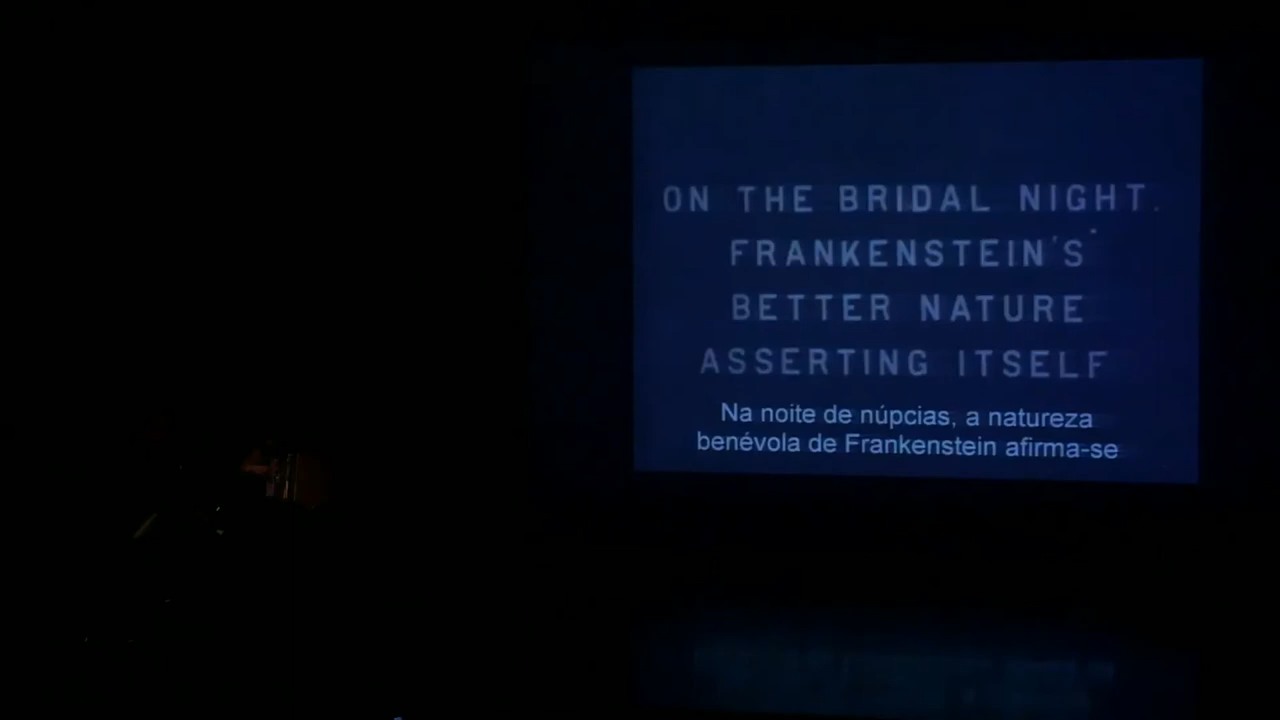 ON THE BRIDAL NIGHT.
FRANKENSTEIN'S
BETTER NATURE
ASSERTING ITSELF
Na noite de núpcias, a natureza
benévola de Frankenstein afirma-se